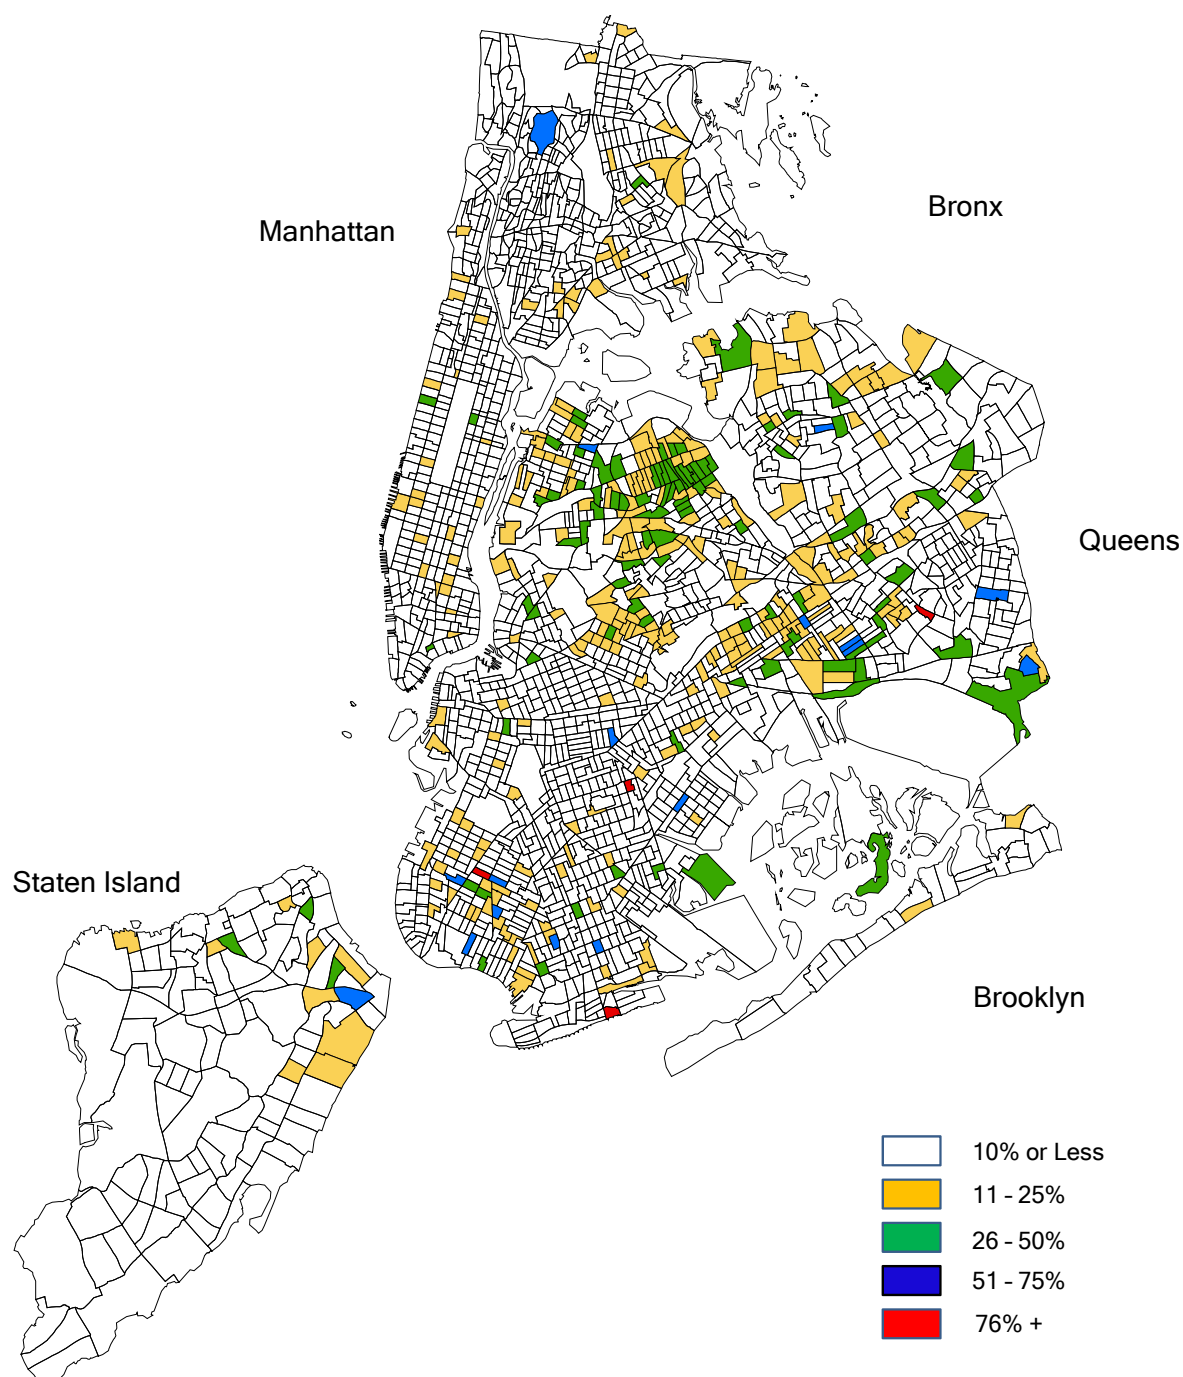 Manhattan
Bronx
Queens
Staten Island
Brooklyn
10% or Less
11 - 25%
26 - 50%
51 - 75%
76% +